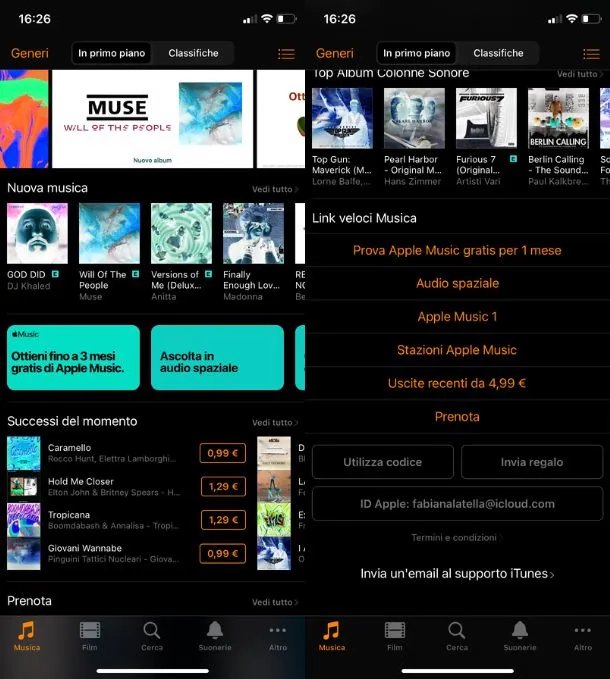 16:26
Generi
In primo piano
Classifiche
MUSE
WILL OF THE PEOPLE
Nuovo album
Ott
Nuova musica
Vedi tutto
GOD DID E
DJ Khaled
Will Of The E
People
Muse
Versions of E
Me (Delux...
Anitta
Finally
Enough Lov...
Madonna
RE
NO
Be
Music
Ottieni fino a 3 mesi
gratis di Apple Music.
Ascolta in
audio spaziale
Successi del momento
Vedi tutto
Caramello
Rocco Hunt, Elettra Lamborghi...
0,99 €
Hold Me Closer
Elton John & Britney Spears - H...
1,29 €
Tropicana
Boomdabash & Annalisa - Tropi...
1,29 €
Giovani Wannabe
Pinguini Tattici Nucleari - Giova...
0,99 €
Prenota
Vedi tutto
Musica
Film
Cerca
Suonerie
Altro
16:26
Generi
In primo piano
Classifiche
Top Album Colonne Sonore
Vedi tutto
FURIOUS7
BERLIN CALLING
Top Gun:
Maverick (M...
Lorne Balfe,...
Pearl Harbor
- Original M...
Hans Zimmer
Furious 7 E
(Original...
Artisti Vari
Berlin Calling
- The Soun...
Paul Kalkbre...
Link veloci Musica
Prova Apple Music gratis per 1 mese
Audio spaziale
Apple Music 1
Stazioni Apple Music
Uscite recenti da 4,99 €
Prenota
Utilizza codice
Invia regalo
ID Apple: fabianalatella@icloud.com
Termini e condizioni
Invia un'email al supporto iTunes
Musica
Film
Cerca
Suonerie
Altro